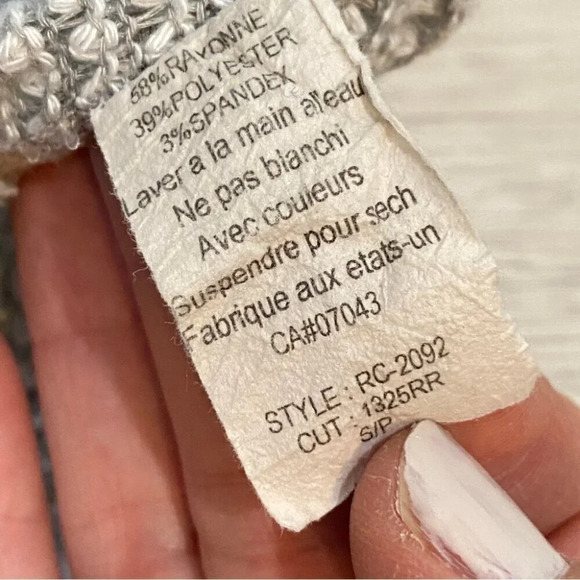 58%RAYONNE
39%POLYESTER
3%SPANDEX
Laver a la main al'eau
Ne pas blanchi
Avec couleurs
Suspendre pour sech
Fabrique aux etats-un
CA#07043
STYLE : RC-2092
CUT : 1325RR
S/P